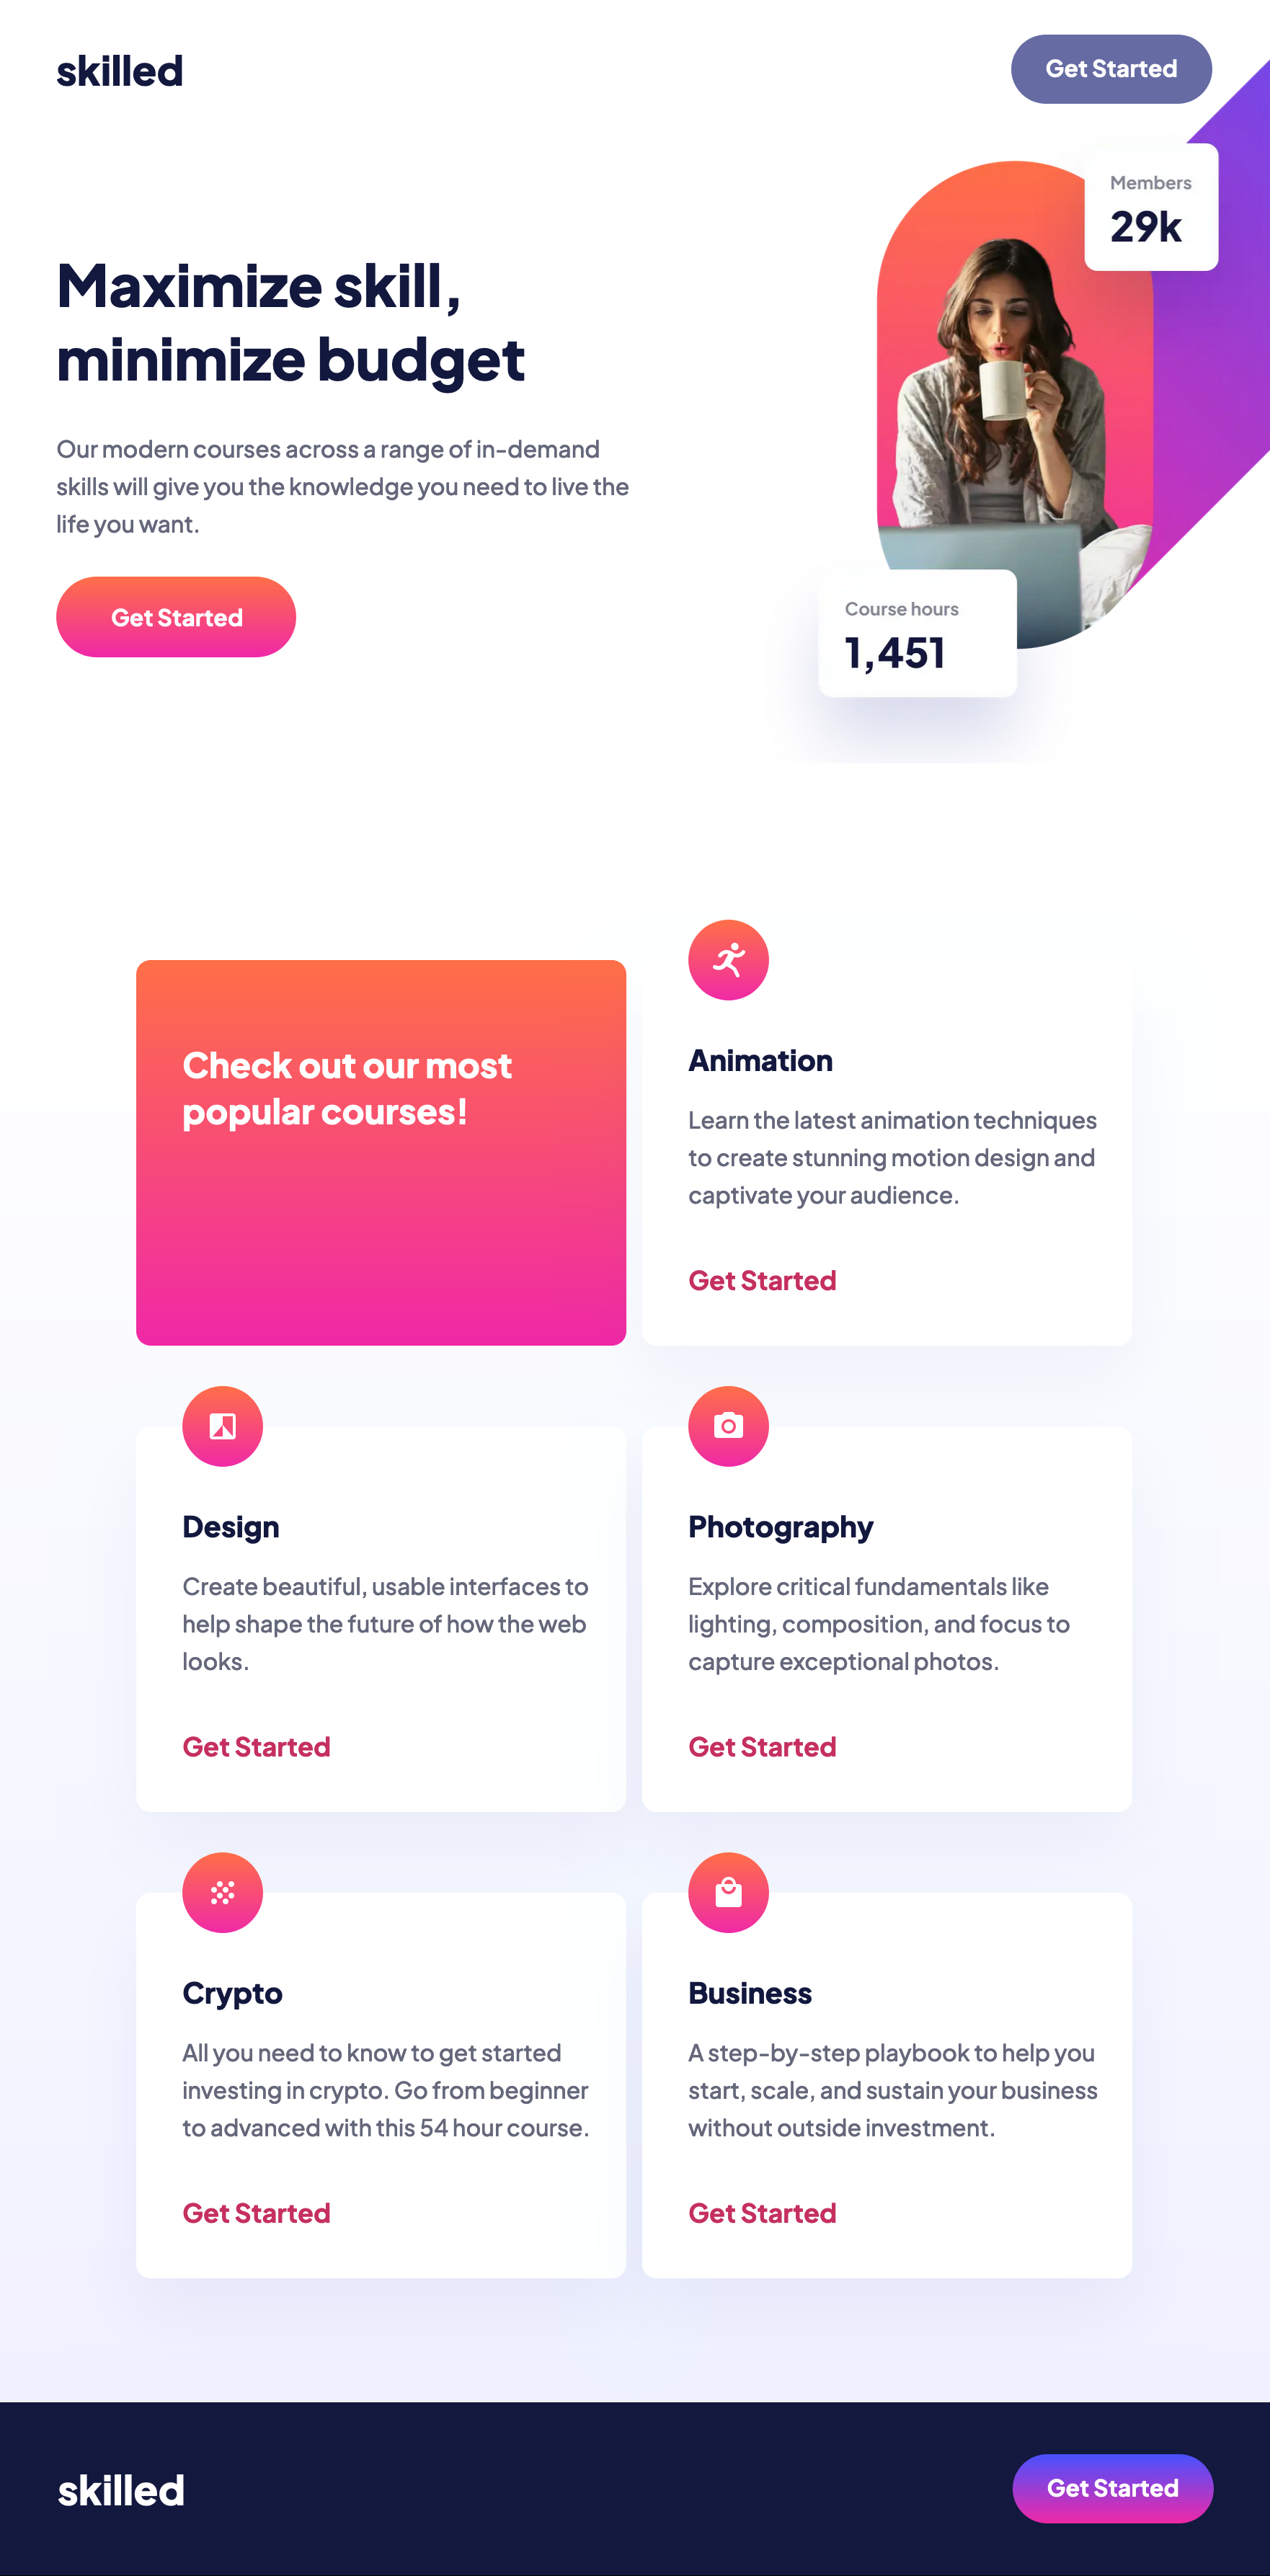 skilled
Get Started
Members
29k
Maximize skill,
minimize budget
Our modern courses across a range of in-demand
skills will give you the knowledge you need to live the
life you want.
Get Started
Course hours
1,451
Check out our most
popular courses!
Animation
Learn the latest animation techniques
to create stunning motion design and
captivate your audience.
Get Started
Design
Create beautiful, usable interfaces to
help shape the future of how the web
looks.
Get Started
Photography
Explore critical fundamentals like
lighting, composition, and focus to
capture exceptional photos.
Get Started
Crypto
All you need to know to get started
investing in crypto. Go from beginner
to advanced with this 54 hour course.
Get Started
Business
A step-by-step playbook to help you
start, scale, and sustain your business
without outside investment.
Get Started
skilled
Get Started